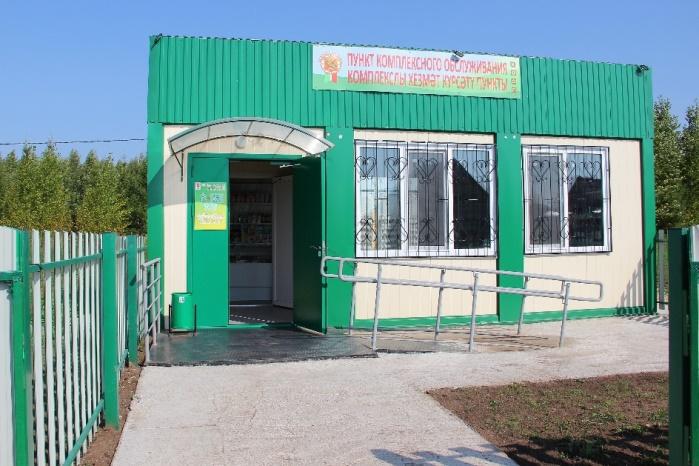 ПУНКТ КОМПЛЕКСНОГО ОБСЛУЖИВАНИЯ
КОМПЛЕКСЛЫ ХЕЗМӘТ КҮРСӘТҮ ПУНКТЫ